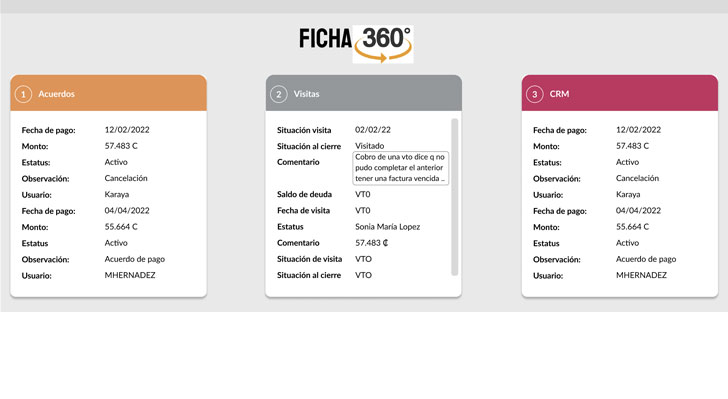 FICHA 360°
1 Acuerdos
Fecha de pago: 12/02/2022
Monto: 57.483 C
Estatus: Activo
Observación: Cancelación
Usuario: Karaya
Fecha de pago: 04/04/2022
Monto: 55.664 C
Estatus Activo
Observación: Acuerdo de pago
Usuario: MHERNADEZ
2 Visitas
Situación visita 02/02/22
Situación al cierre Visitado
Comentario Cobro de una vto dice q no
pudo completar el anterior
tener una factura vencida ..
Saldo de deuda VT0
Fecha de visita VT0
Estatus Sonia María Lopez
Comentario 57.483 ₡
Situación de visita VTO
Situación al cierre VTO
3 CRM
Fecha de pago: 12/02/2022
Monto: 57.483 C
Estatus: Activo
Observación: Cancelación
Usuario: Karaya
Fecha de pago: 04/04/2022
Monto: 55.664 C
Estatus Activo
Observación: Acuerdo de pago
Usuario: MHERNADEZ